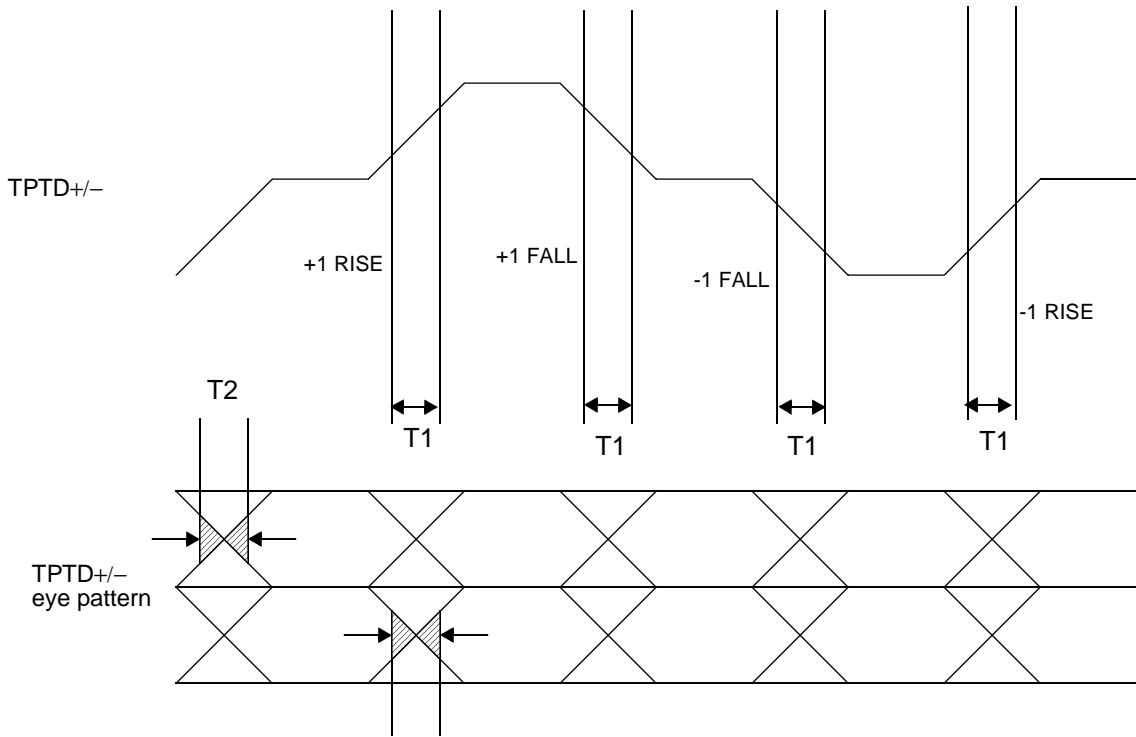 TPTD+/−
+1 RISE
+1 FALL
-1 FALL
-1 RISE
T2
T1
T1
T1
T1
TPTD+/−
eye pattern